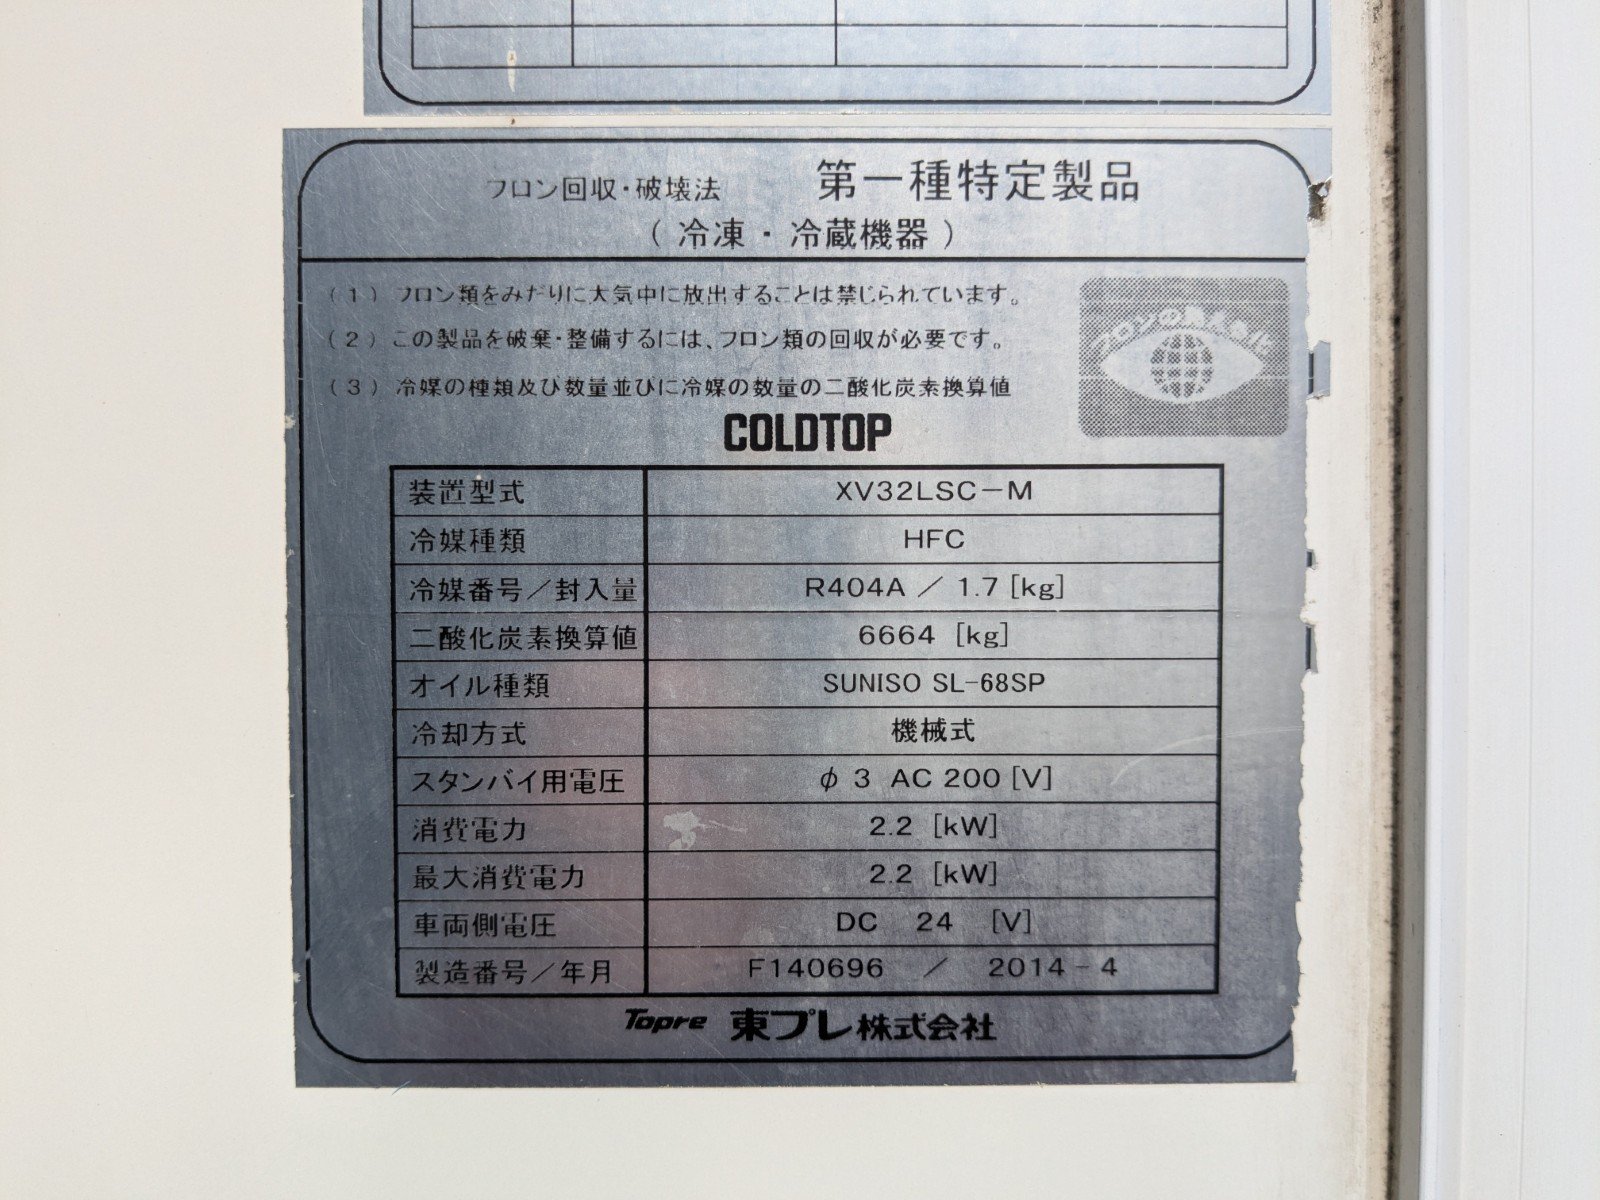 フロン回収・破壊法 第一種特定製品
(冷凍・冷蔵機器)
(1) フロン類をみだりに大気中に放出することは禁じられています。
(2) この製品を破棄・整備するには、フロン類の回収が必要です。
(3) 冷媒の種類及び数量並びに冷媒の数量の二酸化炭素換算値
フロンの見える化
COLDTOP
装置型式 XV32LSC-M
冷媒種類 HFC
冷媒番号/封入量 R404A / 1.7 [kg]
二酸化炭素換算値 6664 [kg]
オイル種類 SUNISO SL-68SP
冷却方式 機械式
スタンバイ用電圧 φ 3 AC 200 [V]
消費電力 2.2 [kW]
最大消費電力 2.2 [kW]
車両側電圧 DC 24 [V]
製造番号/年月 F140696 / 2014-4
Topre 東プレ株式会社